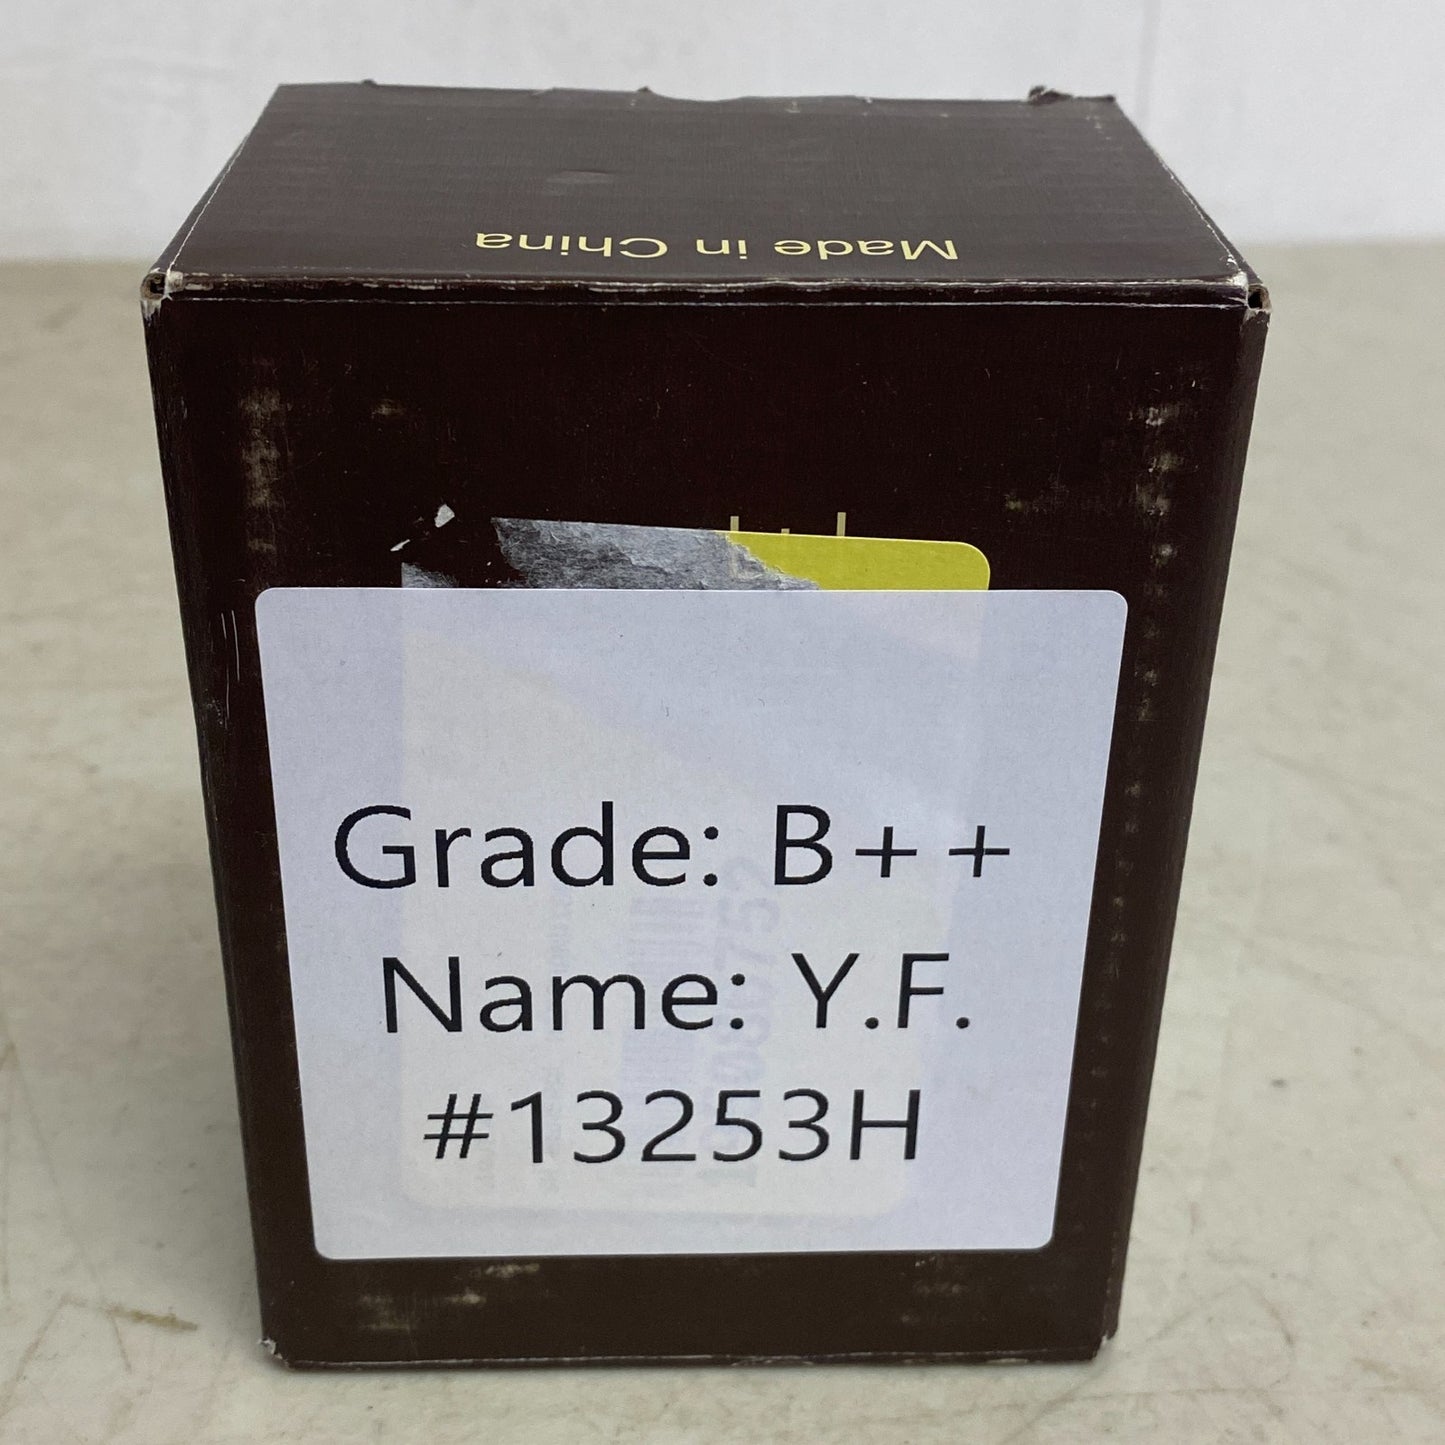 Made in China
Grade: B++
Name: Y.F.
#13253H